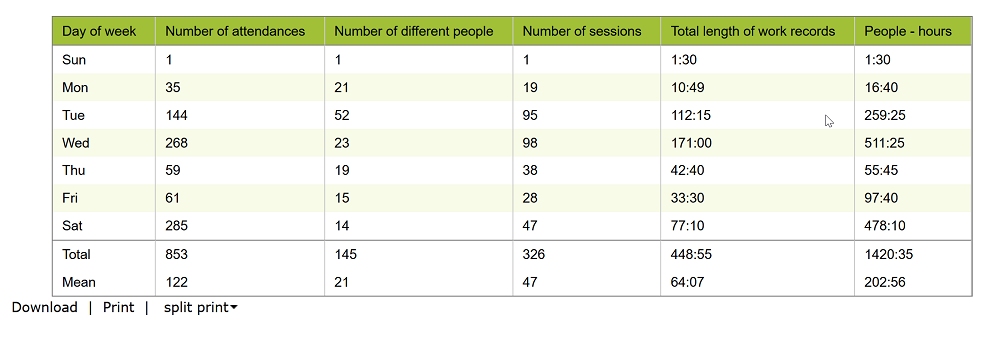 Day of week Number of attendances Number of different people Number of sessions Total length of work records People - hours
Sun 1 1 1 1:30 1:30
Mon 35 21 19 10:49 16:40
Tue 144 52 95 112:15 259:25
Wed 268 23 98 171:00 511:25
Thu 59 19 38 42:40 55:45
Fri 61 15 28 33:30 97:40
Sat 285 14 47 77:10 478:10
Total 853 145 326 448:55 1420:35
Mean 122 21 47 64:07 202:56
Download | Print | split print